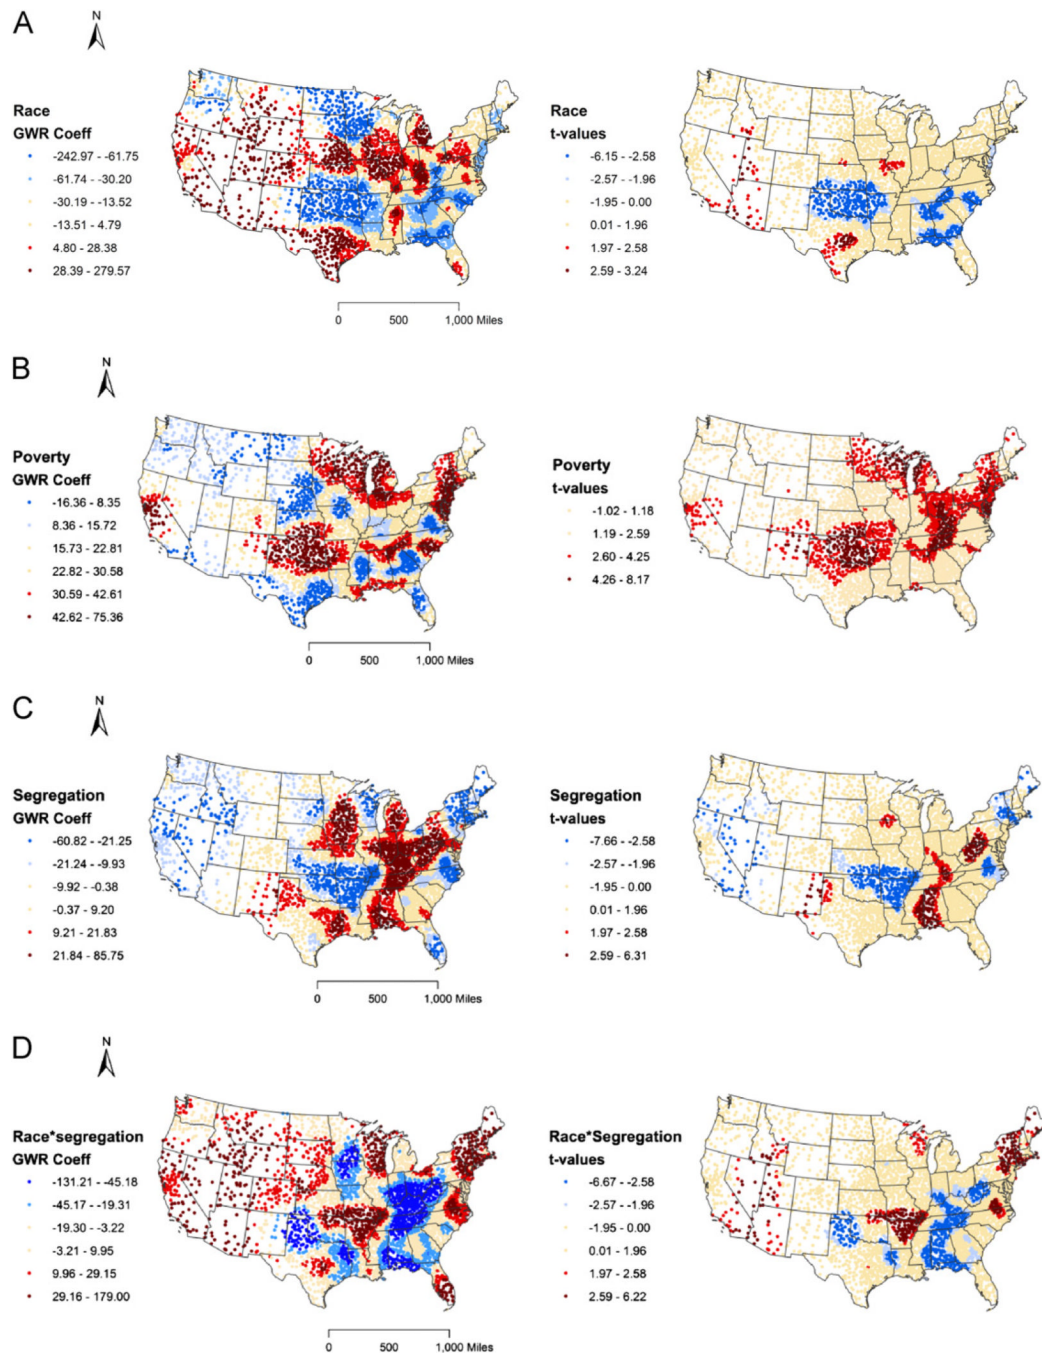 A
N
Race
GWR Coeff
-242.97 - -61.75
-61.74 - -30.20
-30.19 - -13.52
-13.51 - 4.79
4.80 - 28.38
28.39 - 279.57
0 500 1,000 Miles
Race
t-values
-6.15 - -2.58
-2.57 - -1.96
-1.95 - 0.00
0.01 - 1.96
1.97 - 2.58
2.59 - 3.24
B
N
Poverty
GWR Coeff
-16.36 - 8.35
8.36 - 15.72
15.73 - 22.81
22.82 - 30.58
30.59 - 42.61
42.62 - 75.36
0 500 1,000 Miles
Poverty
t-values
-1.02 - 1.18
1.19 - 2.59
2.60 - 4.25
4.26 - 8.17
C
N
Segregation
GWR Coeff
-60.82 - -21.25
-21.24 - -9.93
-9.92 - -0.38
-0.37 - 9.20
9.21 - 21.83
21.84 - 85.75
0 500 1,000 Miles
Segregation
t-values
-7.66 - -2.58
-2.57 - -1.96
-1.95 - 0.00
0.01 - 1.96
1.97 - 2.58
2.59 - 6.31
D
N
Race*segregation
GWR Coeff
-131.21 - -45.18
-45.17 - -19.31
-19.30 - -3.22
-3.21 - 9.95
9.96 - 29.15
29.16 - 179.00
0 500 1,000 Miles
Race*Segregation
t-values
-6.67 - -2.58
-2.57 - -1.96
-1.95 - 0.00
0.01 - 1.96
1.97 - 2.58
2.59 - 6.22